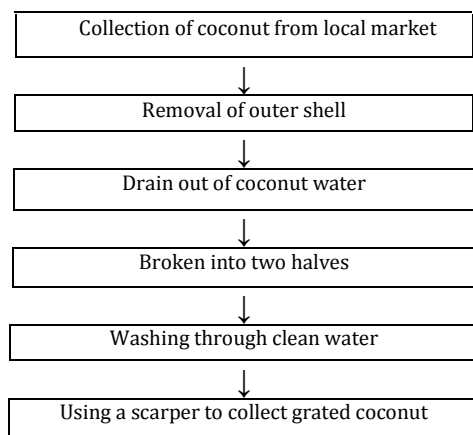 Collection of coconut from local market
↓
Removal of outer shell
↓
Drain out of coconut water
↓
Broken into two halves
↓
Washing through clean water
↓
Using a scarper to collect grated coconut